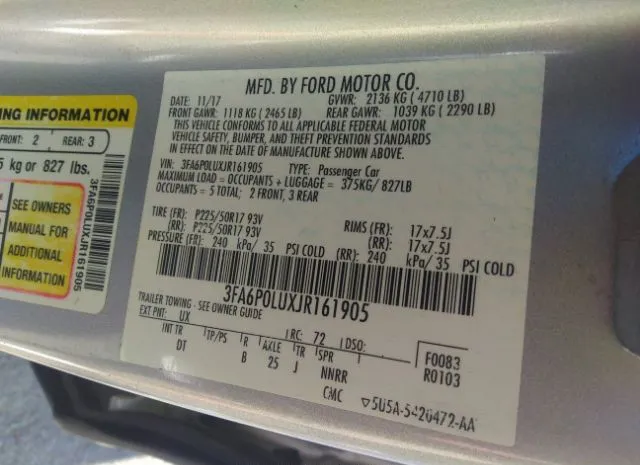 NG INFORMATION
FRONT: 2 REAR: 3
5 kg or 827 lbs.
SEE OWNERS
MANUAL FOR
ADDITIONAL
INFORMATION
3FA6P0LUXJR161905
MFD. BY FORD MOTOR CO.
DATE: 11/17 GVWR: 2136 KG ( 4710 LB)
FRONT GAWR: 1118 KG ( 2465 LB) REAR GAWR: 1039 KG ( 2290 LB)
THIS VEHICLE CONFORMS TO ALL APPLICABLE FEDERAL MOTOR
VEHICLE SAFETY, BUMPER, AND THEFT PREVENTION STANDARDS
IN EFFECT ON THE DATE OF MANUFACTURE SHOWN ABOVE.
VIN: 3FA6P0LUXJR161905 TYPE: Passenger Car
MAXIMUM LOAD = OCCUPANTS + LUGGAGE = 375KG/ 827LB
OCCUPANTS = 5 TOTAL; 2 FRONT, 3 REAR
TIRE (FR): P225/50R17 93V RIMS (FR): 17x7.5J
(RR): P225/50R17 93V (RR): 17x7.5J
PRESSURE (FR): 240 kPa/ 35 PSI COLD (RR): 240 kPa/ 35 PSI COLD
3FA6P0LUXJR161905
TRAILER TOWING - SEE OWNER GUIDE
EXT PNT: UX RC: 72 DSO:
INT TR TP/PS R AXLE TR SPR F0083
DT B 25 J NNRR R0103
CMC ▽5U5A-5420472-AA